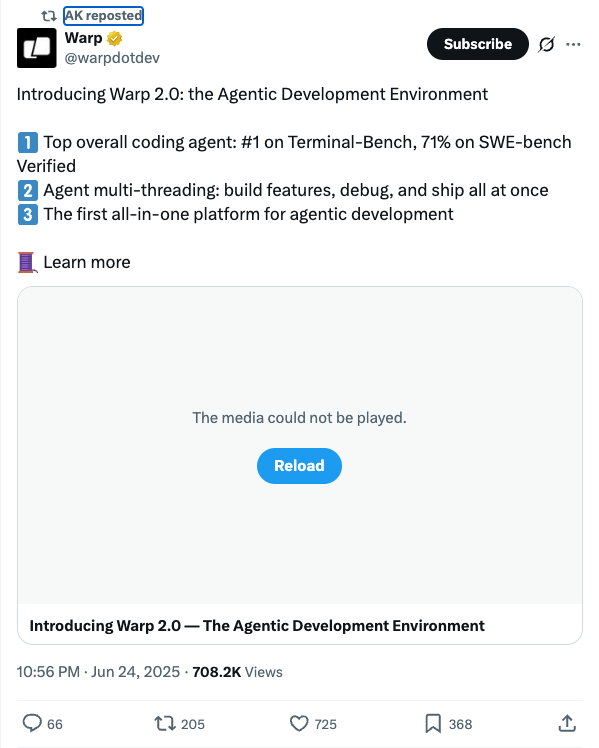 AK reposted
Warp
@warpdotdev
Subscribe
Introducing Warp 2.0: the Agentic Development Environment
1️⃣ Top overall coding agent: #1 on Terminal-Bench, 71% on SWE-bench
Verified
2️⃣ Agent multi-threading: build features, debug, and ship all at once
3️⃣ The first all-in-one platform for agentic development
🧵 Learn more
The media could not be played.
Reload
Introducing Warp 2.0 — The Agentic Development Environment
10:56 PM · Jun 24, 2025 · 708.2K Views
66 205 725 368